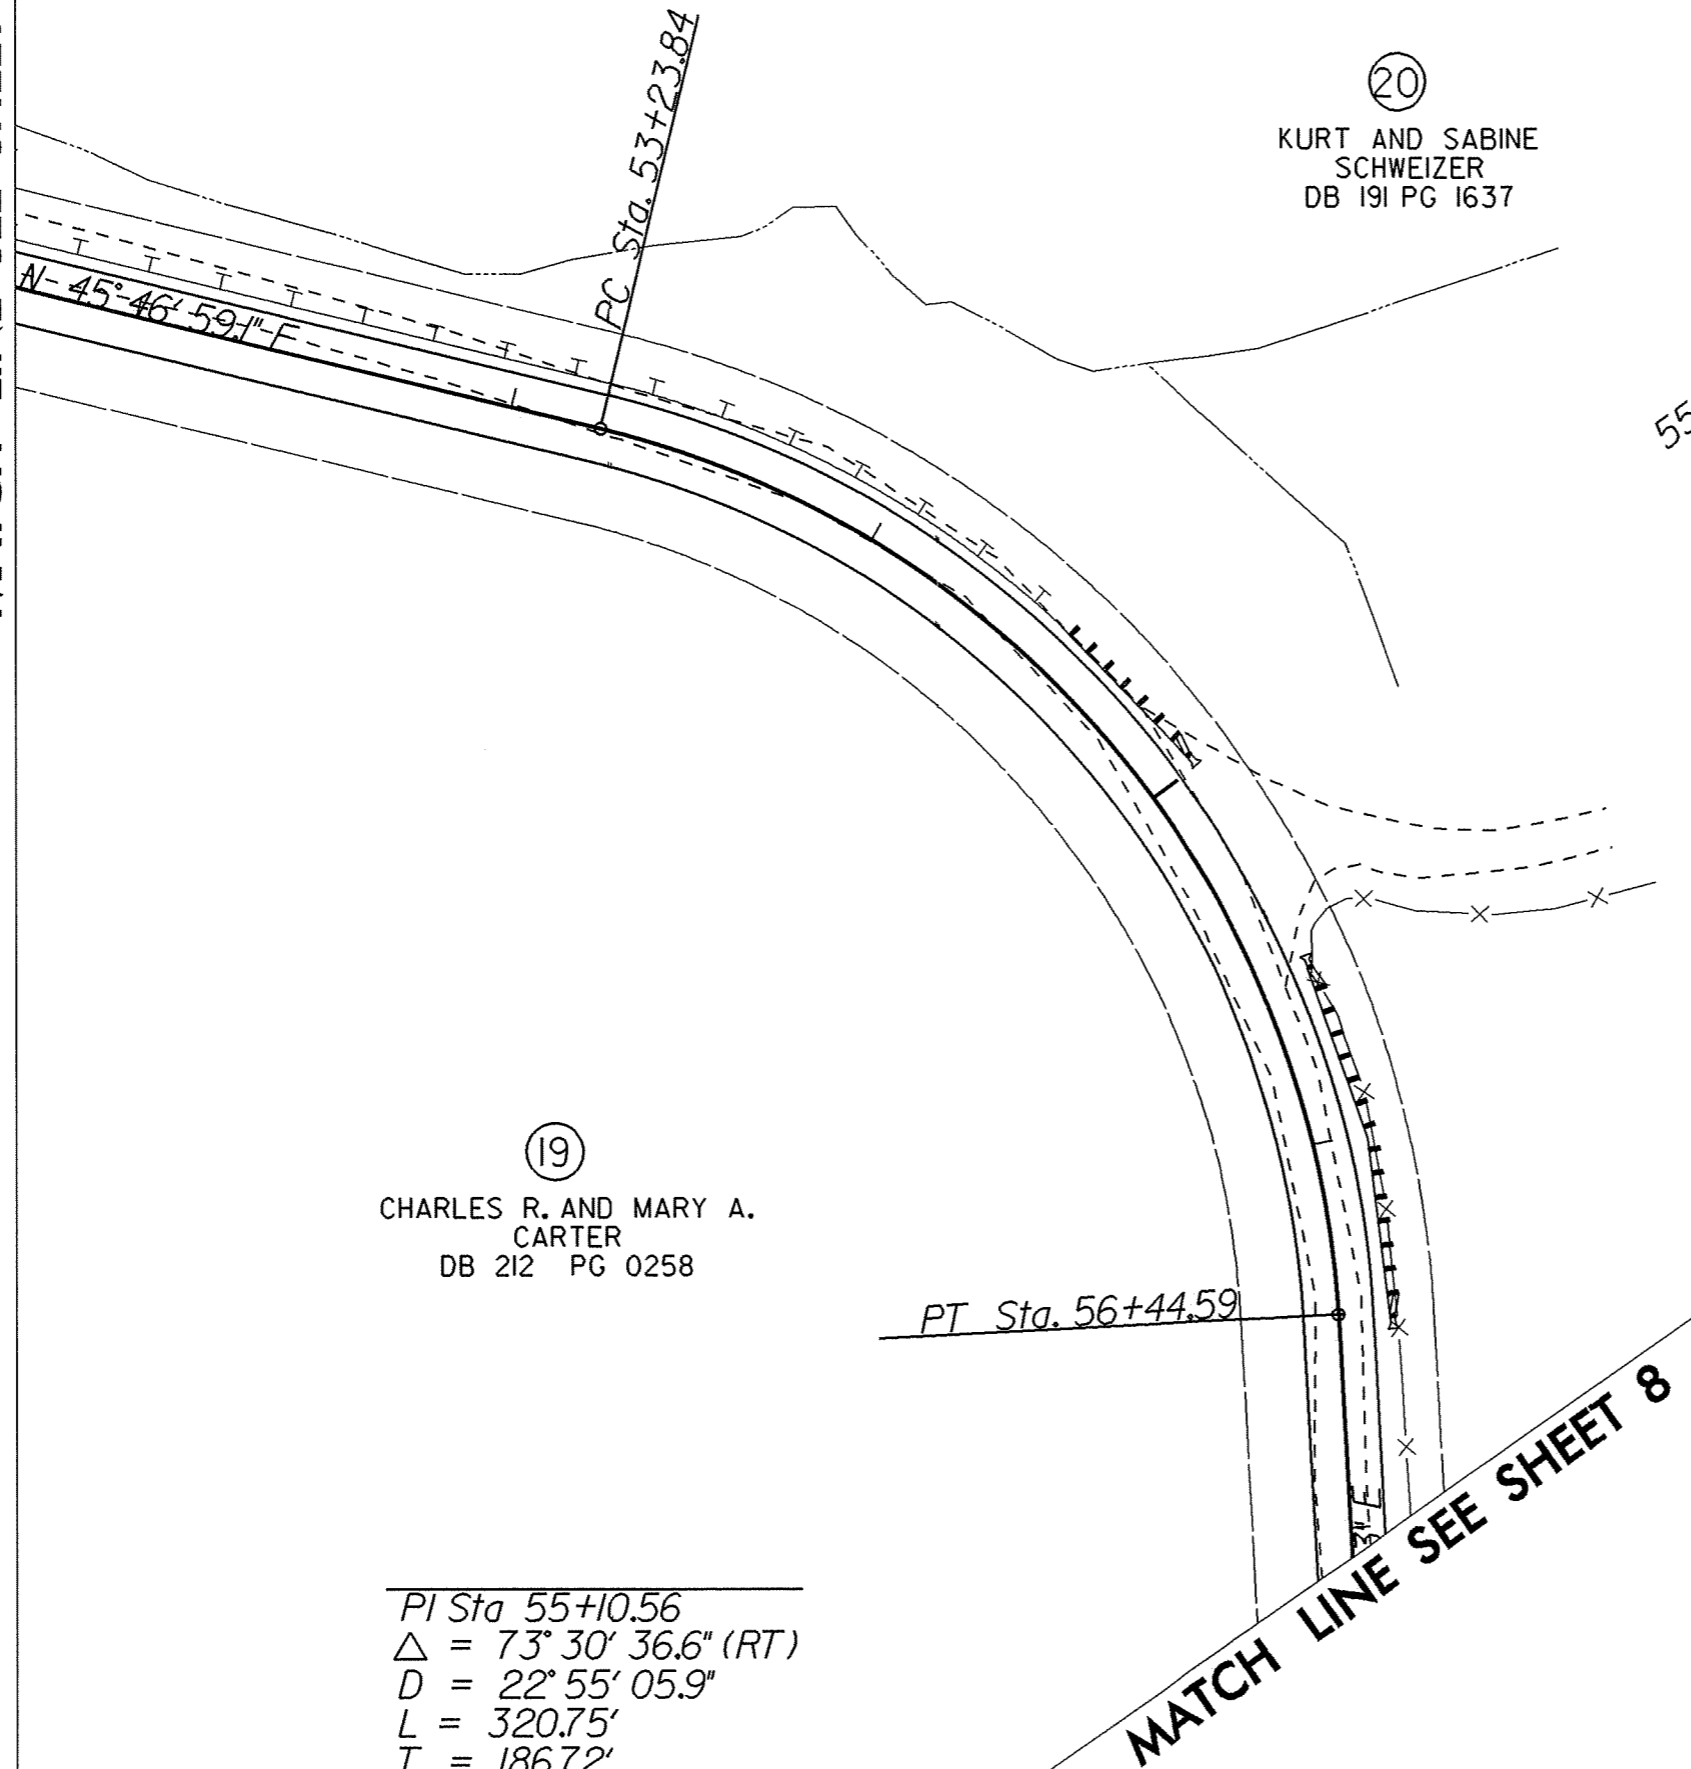 PC Sta. 53+23.84
20
KURT AND SABINE
SCHWEIZER
DB 191 PG 1637
N 45° 46' 59.1" E
55
19
CHARLES R. AND MARY A.
CARTER
DB 212 PG 0258
PT Sta. 56+44.59
3" E
MATCH LINE SEE SHEET 8
PI Sta 55+10.56
△ = 73° 30' 36.6" (RT)
D = 22° 55' 05.9"
L = 320.75'
T = 186.72'